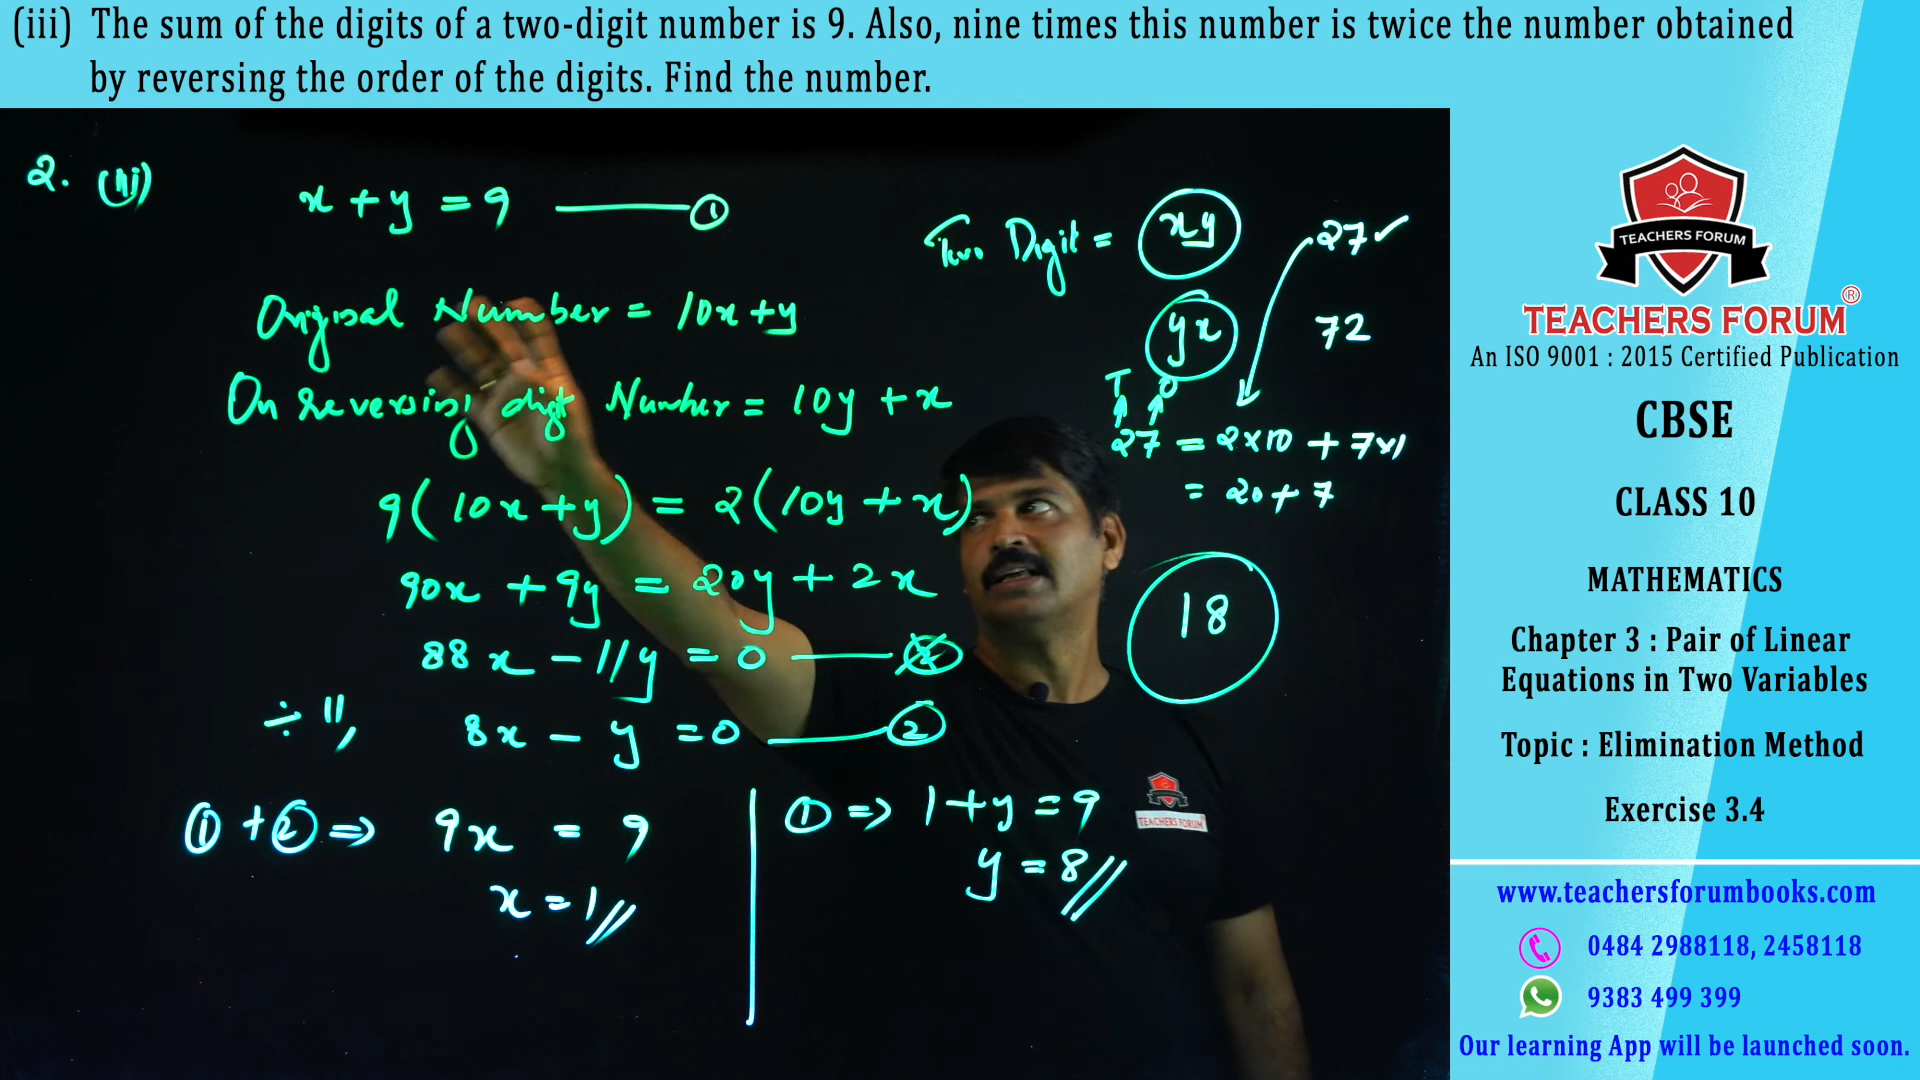 (iii) The sum of the digits of a two-digit number is 9. Also, nine times this number is twice the number obtained
by reversing the order of the digits. Find the number.
2. (iii)
x + y = 9 ——— ①
Original Number = 10x + y
On reversing digit Number = 10y + x
9(10x + y) = 2(10y + x)
90x + 9y = 20y + 2x
88x - 11y = 0 ———
÷ 11, 8x - y = 0 ——— ②
① + ② ⇒ 9x = 9
x = 1//
① ⇒ 1 + y = 9
y = 8//
Two Digit = xy 27 ✓
yx 72
T O
27 = 2×10 + 7×1
= 20 + 7
18
TEACHERS FORUM
TEACHERS FORUM
TEACHERS FORUM®
An ISO 9001 : 2015 Certified Publication
CBSE
CLASS 10
MATHEMATICS
Chapter 3 : Pair of Linear
Equations in Two Variables
Topic : Elimination Method
Exercise 3.4
www.teachersforumbooks.com
0484 2988118, 2458118
9383 499 399
Our learning App will be launched soon.